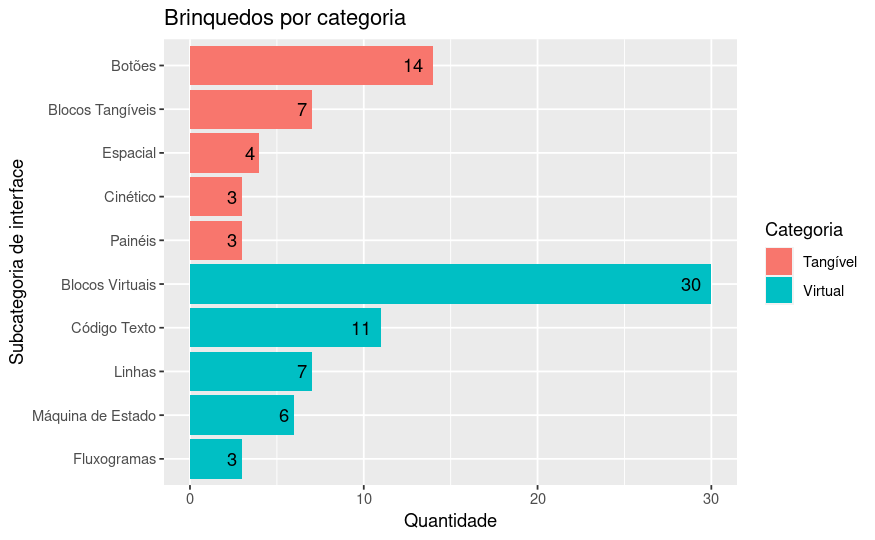 Brinquedos por categoria
Subcategoria de interface
Botões 14
Blocos Tangíveis 7
Espacial 4
Cinético 3
Painéis 3
Blocos Virtuais 30
Código Texto 11
Linhas 7
Máquina de Estado 6
Fluxogramas 3
0 10 20 30
Quantidade
Categoria
Tangível
Virtual